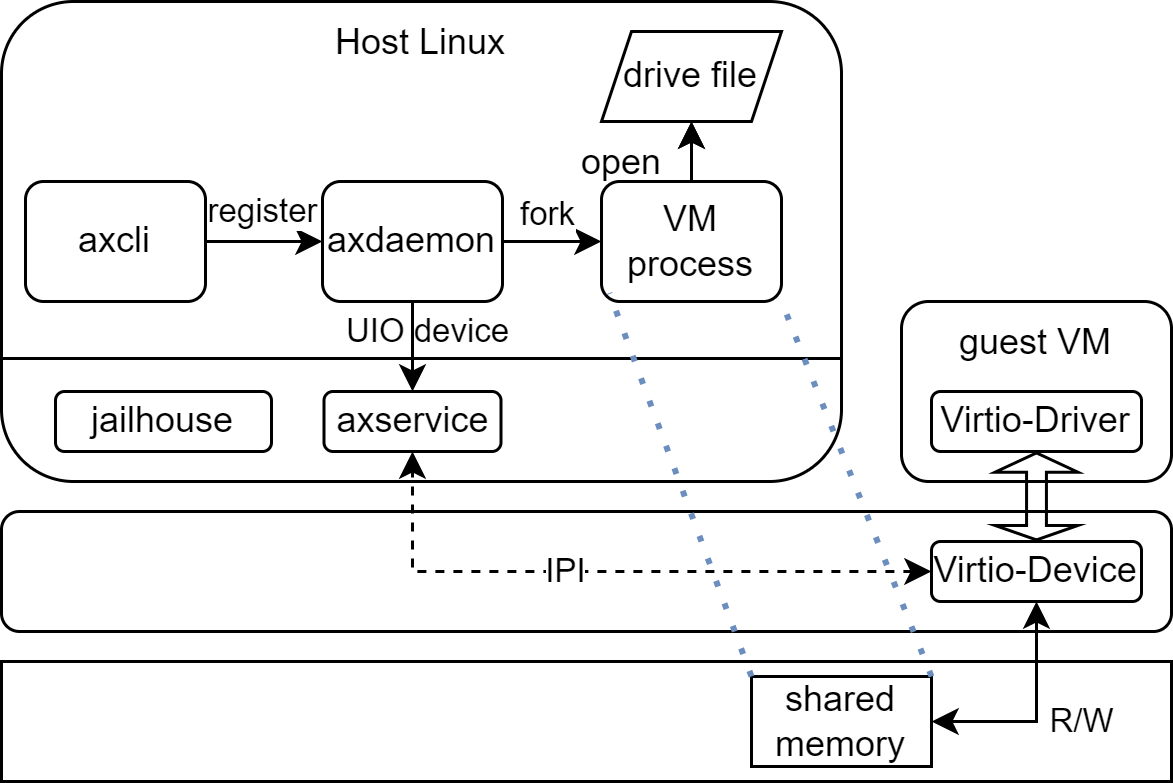 Host Linux
drive file
open
axcli
register
axdaemon
fork
VM
process
UIO device
guest VM
jailhouse
axservice
Virtio-Driver
IPI
Virtio-Device
shared
memory
R/W